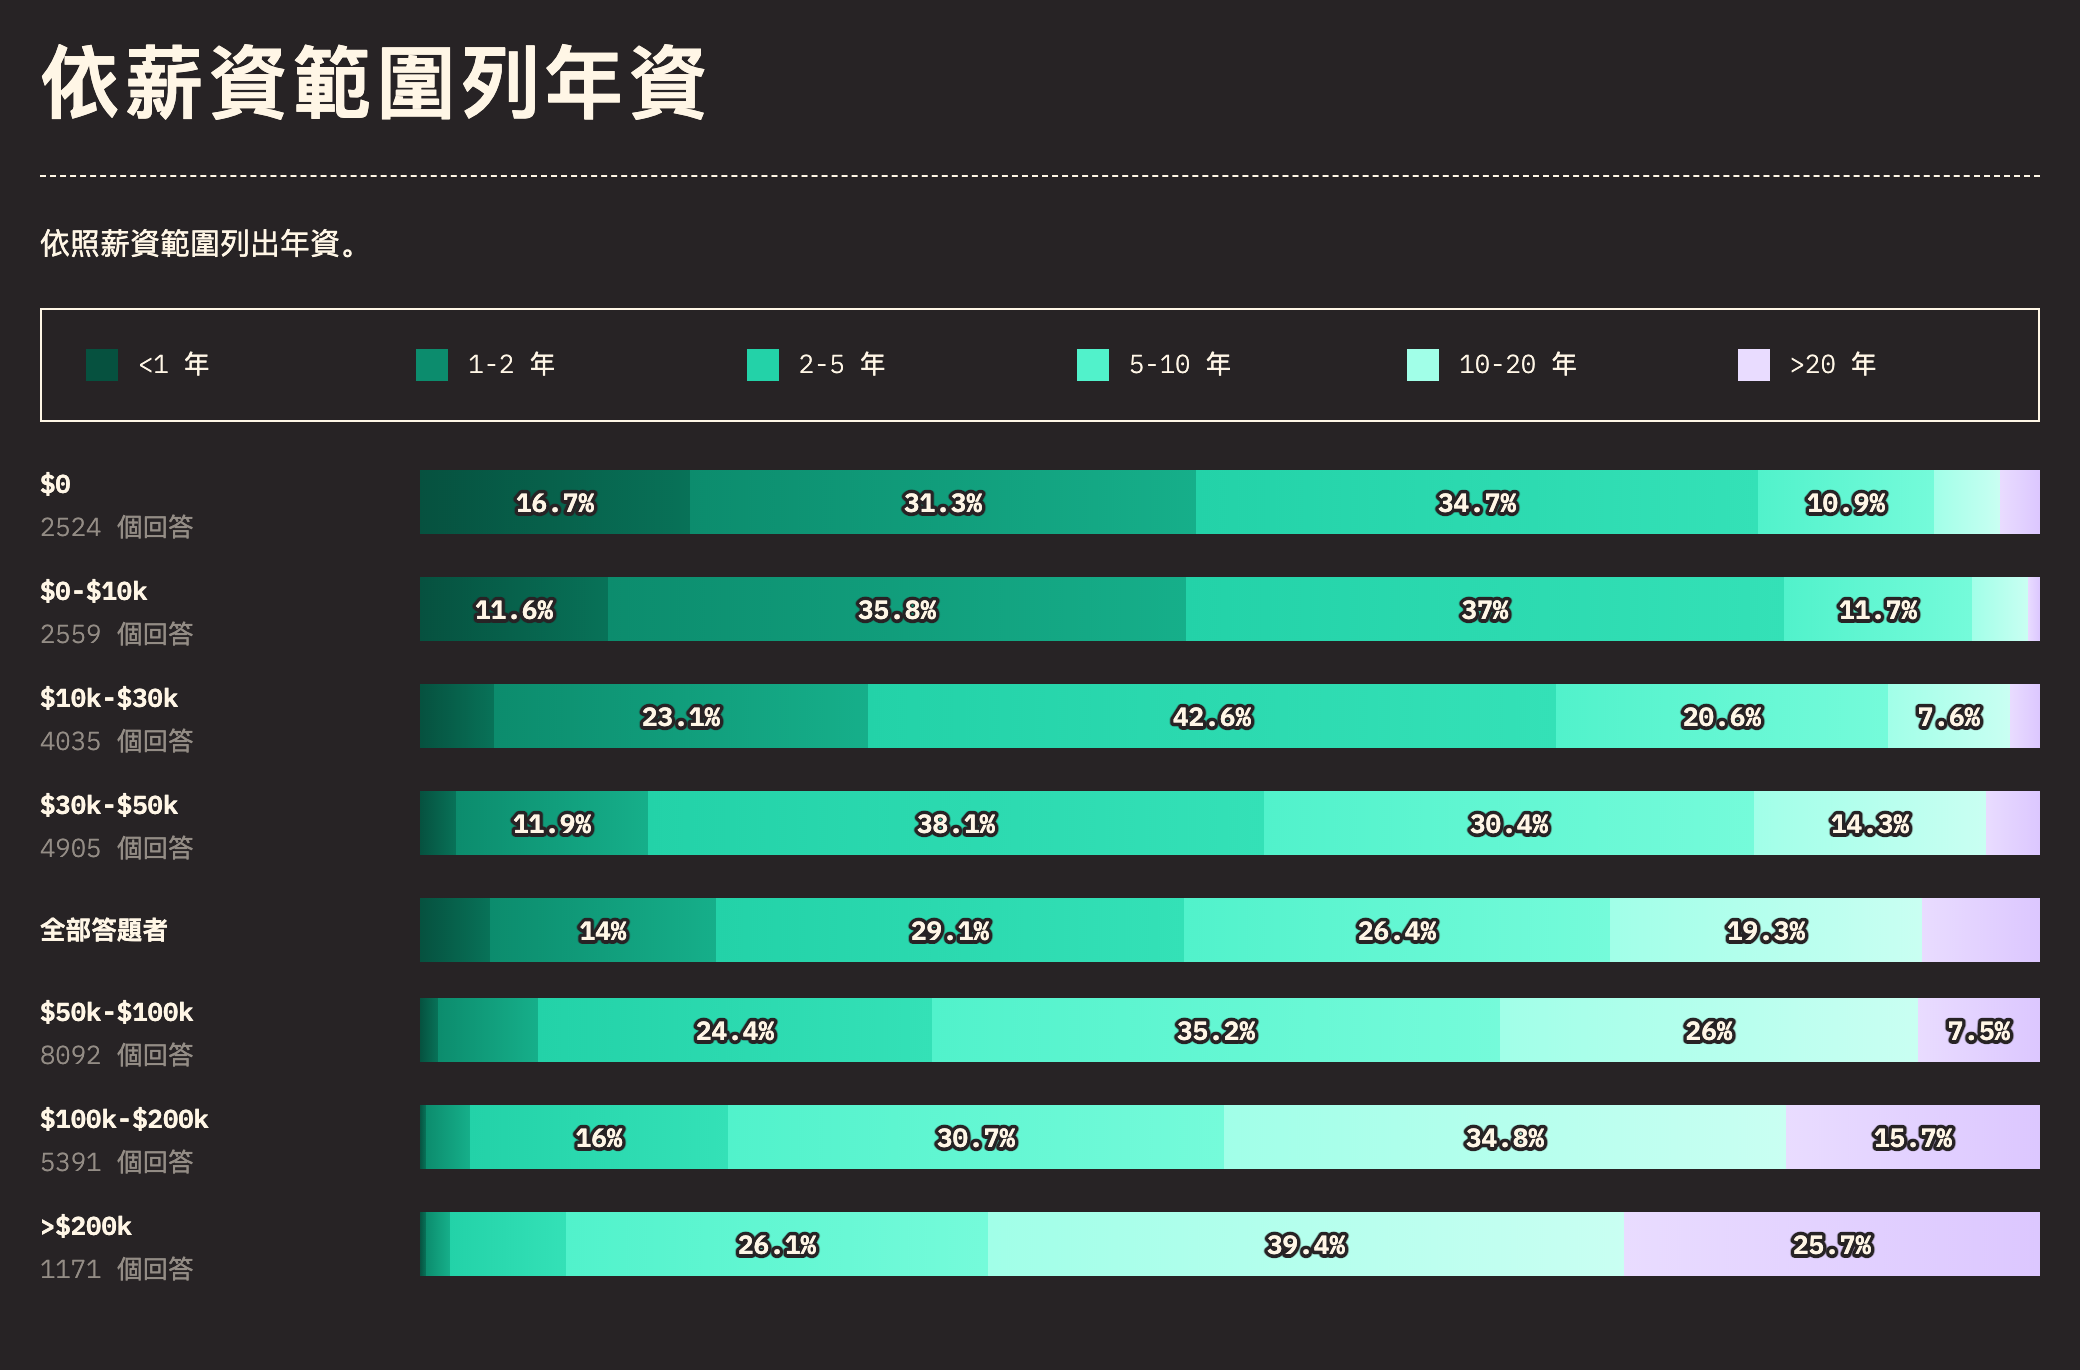 依薪資範圍列年資
依照薪資範圍列出年資。
<1 年 1-2 年 2-5 年 5-10 年 10-20 年 >20 年
$0
2524 個回答
16.7% 31.3% 34.7% 10.9%
$0-$10k
2559 個回答
11.6% 35.8% 37% 11.7%
$10k-$30k
4035 個回答
23.1% 42.6% 20.6% 7.6%
$30k-$50k
4905 個回答
11.9% 38.1% 30.4% 14.3%
全部答題者
14% 29.1% 26.4% 19.3%
$50k-$100k
8092 個回答
24.4% 35.2% 26% 7.5%
$100k-$200k
5391 個回答
16% 30.7% 34.8% 15.7%
>$200k
1171 個回答
26.1% 39.4% 25.7%